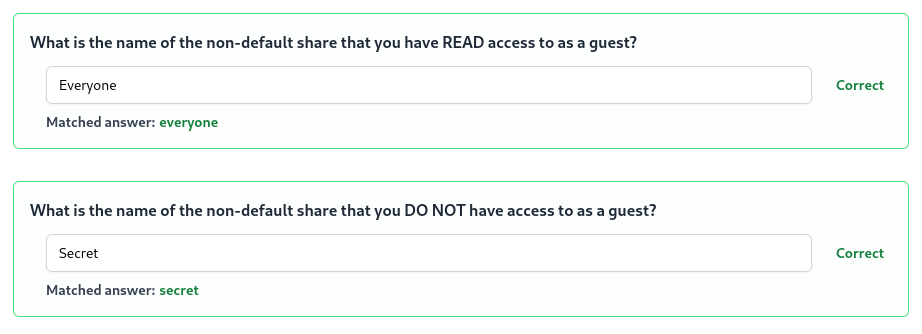 What is the name of the non-default share that you have READ access to as a guest?
Everyone
Correct
Matched answer: everyone
What is the name of the non-default share that you DO NOT have access to as a guest?
Secret
Correct
Matched answer: secret